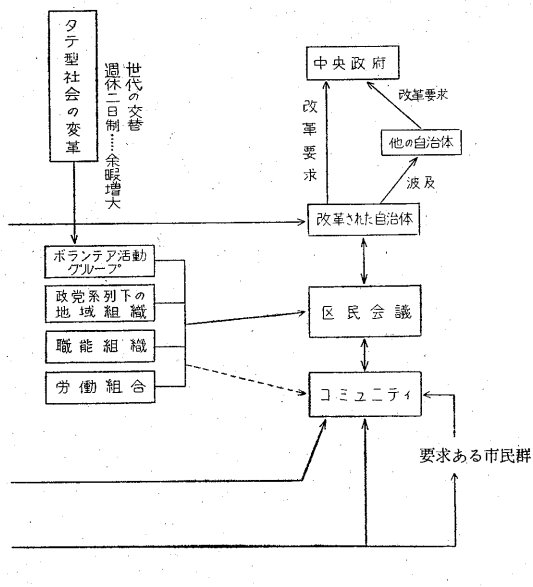 タテ型社会の変革
世代の交替
週休二日制……余暇増大
中央政府
改革要求
改革要求
他の自治体
波及
改革された自治体
ボランテア活動
グループ
政党系列下の
地域組織
区民会議
職能組織
労働組合
コミュニティ
要求ある市民群